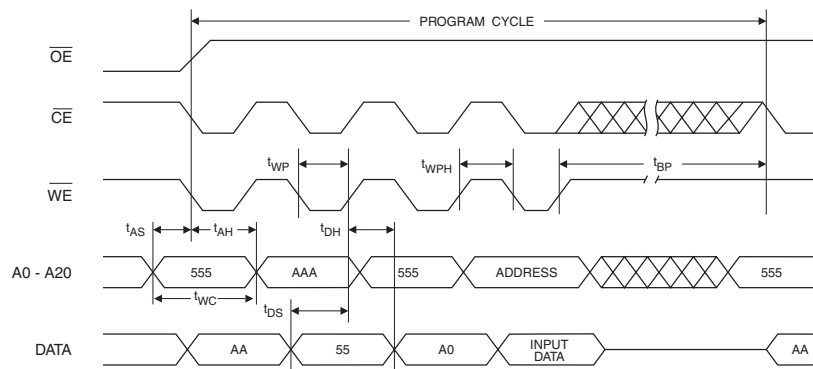 PROGRAM CYCLE
OE
CE
tWP
tWPH
tBP
WE
tAS
tAH
tDH
A0 - A20
555
AAA
555
ADDRESS
555
tWC
tDS
DATA
AA
55
A0
INPUT
DATA
AA